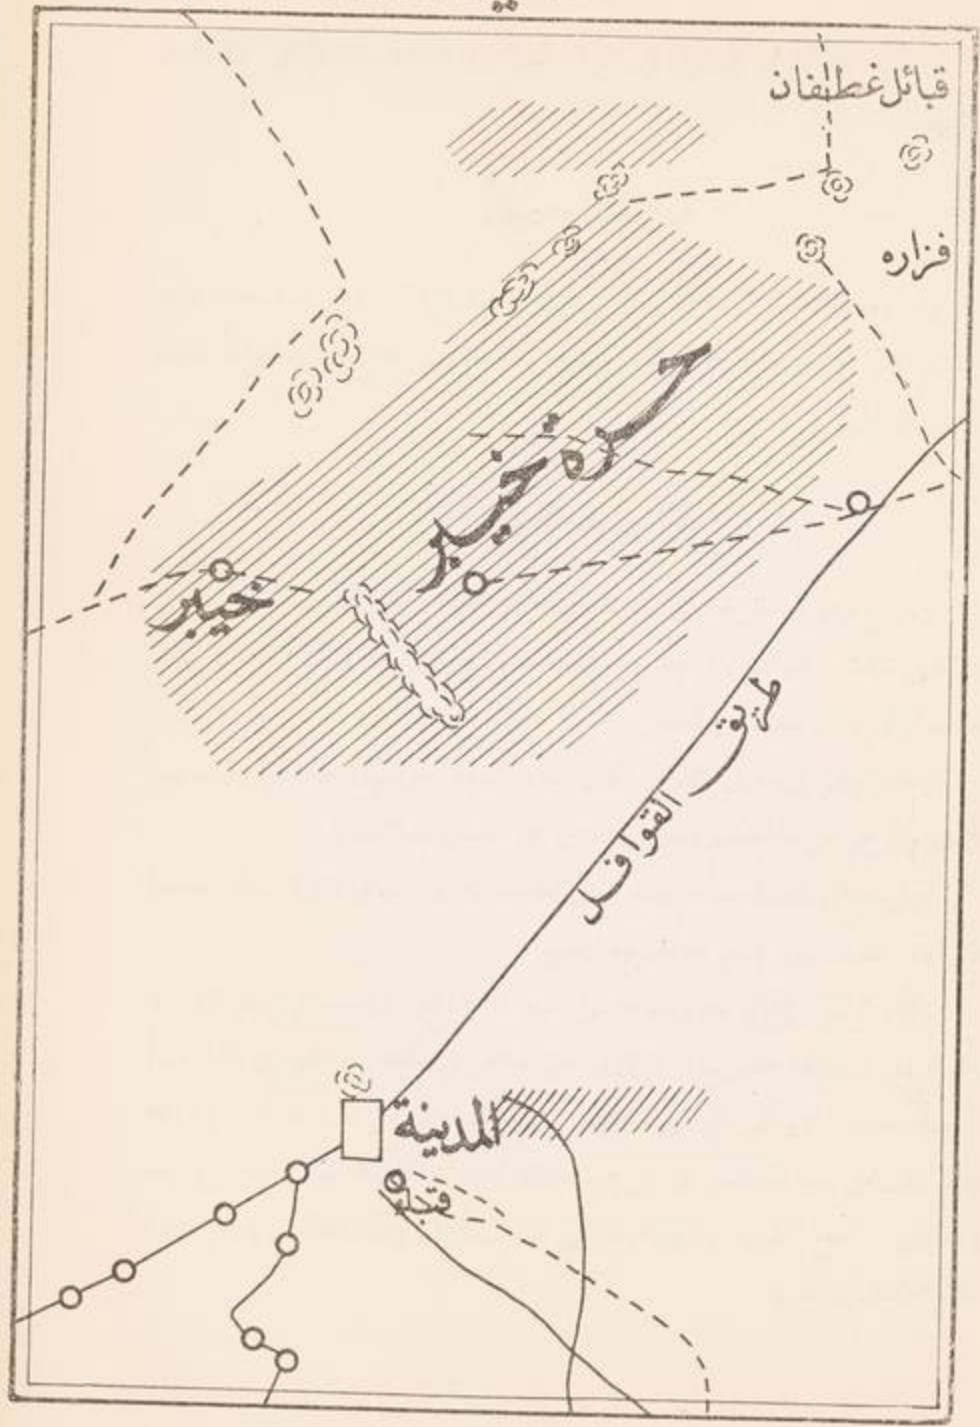 قبائل غطفان
فزاره
حرة خيبر
خيبر
طريق القوافل
المدينة
قباء